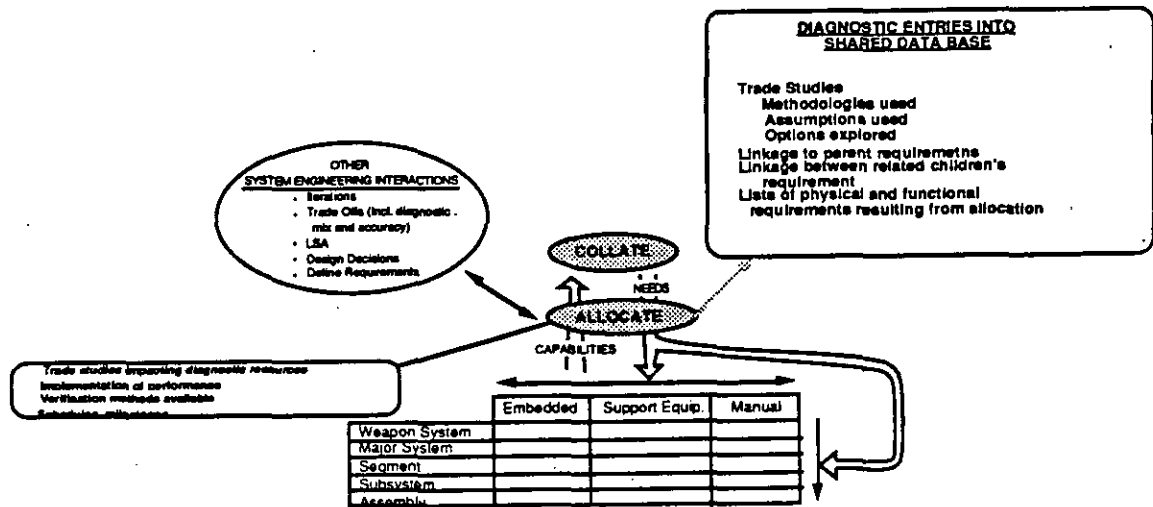 DIAGNOSTIC ENTRIES INTO
SHARED DATA BASE
Trade Studies
Methodologies used
Assumptions used
Options explored
Linkage to parent requiremetns
Linkage between related children's
requirement
Lists of physical and functional
requirements resulting from allocation
OTHER
SYSTEM ENGINEERING INTERACTIONS
• Iterations
• Trade Offs (incl. diagnostic
mix and accuracy)
• LSA
• Design Decisions
• Define Requirements
COLLATE
NEEDS
ALLOCATE
CAPABILITIES
Trade studies impacting diagnostic resources
Implementation of performance
Verification methods available
Scheduling milestones
Embedded Support Equip. Manual
Weapon System
Major System
Segment
Subsystem
Assembly